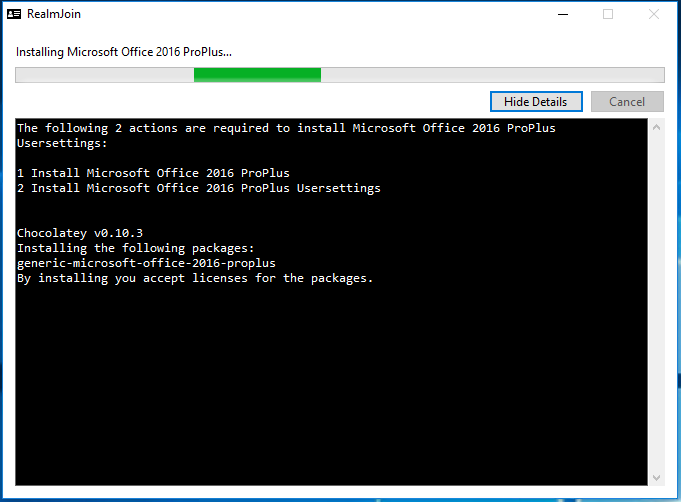 RealmJoin
Installing Microsoft Office 2016 ProPlus...
Hide Details
Cancel
The following 2 actions are required to install Microsoft Office 2016 ProPlus
Usersettings:
1 Install Microsoft Office 2016 ProPlus
2 Install Microsoft Office 2016 ProPlus Usersettings
Chocolatey v0.10.3
Installing the following packages:
generic-microsoft-office-2016-proplus
By installing you accept licenses for the packages.